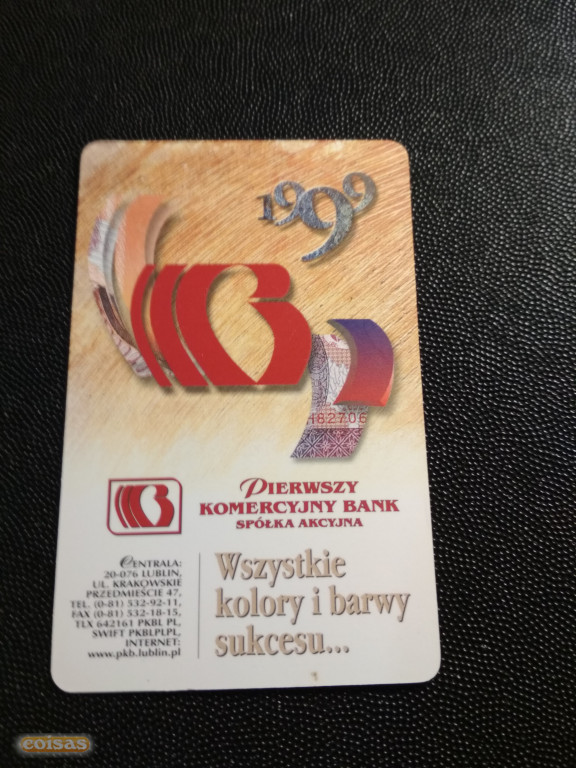 1999
H82706
PIERWSZY
KOMERCYJNY BANK
SPÓŁKA AKCYJNA
CENTRALA:
20-076 LUBLIN,
UL. KRAKOWSKIE
PRZEDMIEŚCIE 47,
TEL. (0-81) 532-92-11,
FAX (0-81) 532-18-15,
TLX 642161 PKBL PL,
SWIFT PKBLPLPL,
INTERNET:
www.pkb.lublin.pl
Wszystkie
kolory i barwy
sukcesu...
coisas